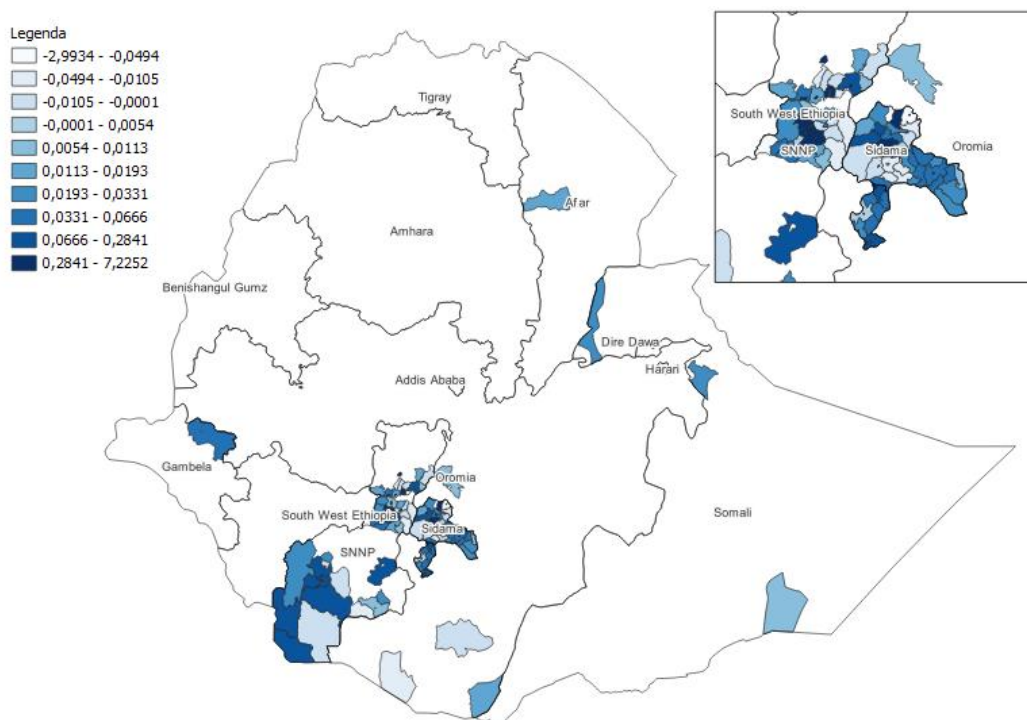 Legenda
-2,9934 - -0,0494
-0,0494 - -0,0105
-0,0105 - -0,0001
-0,0001 - 0,0054
0,0054 - 0,0113
0,0113 - 0,0193
0,0193 - 0,0331
0,0331 - 0,0666
0,0666 - 0,2841
0,2841 - 7,2252
South West Ethiopia
SNNP
Sidama
Oromia
Tigray
Afar
Amhara
Benishangul Gumz
Dire Dawa
Harari
Addis Ababa
Gambela
Oromia
South West Ethiopia
Sidama
Somali
SNNP